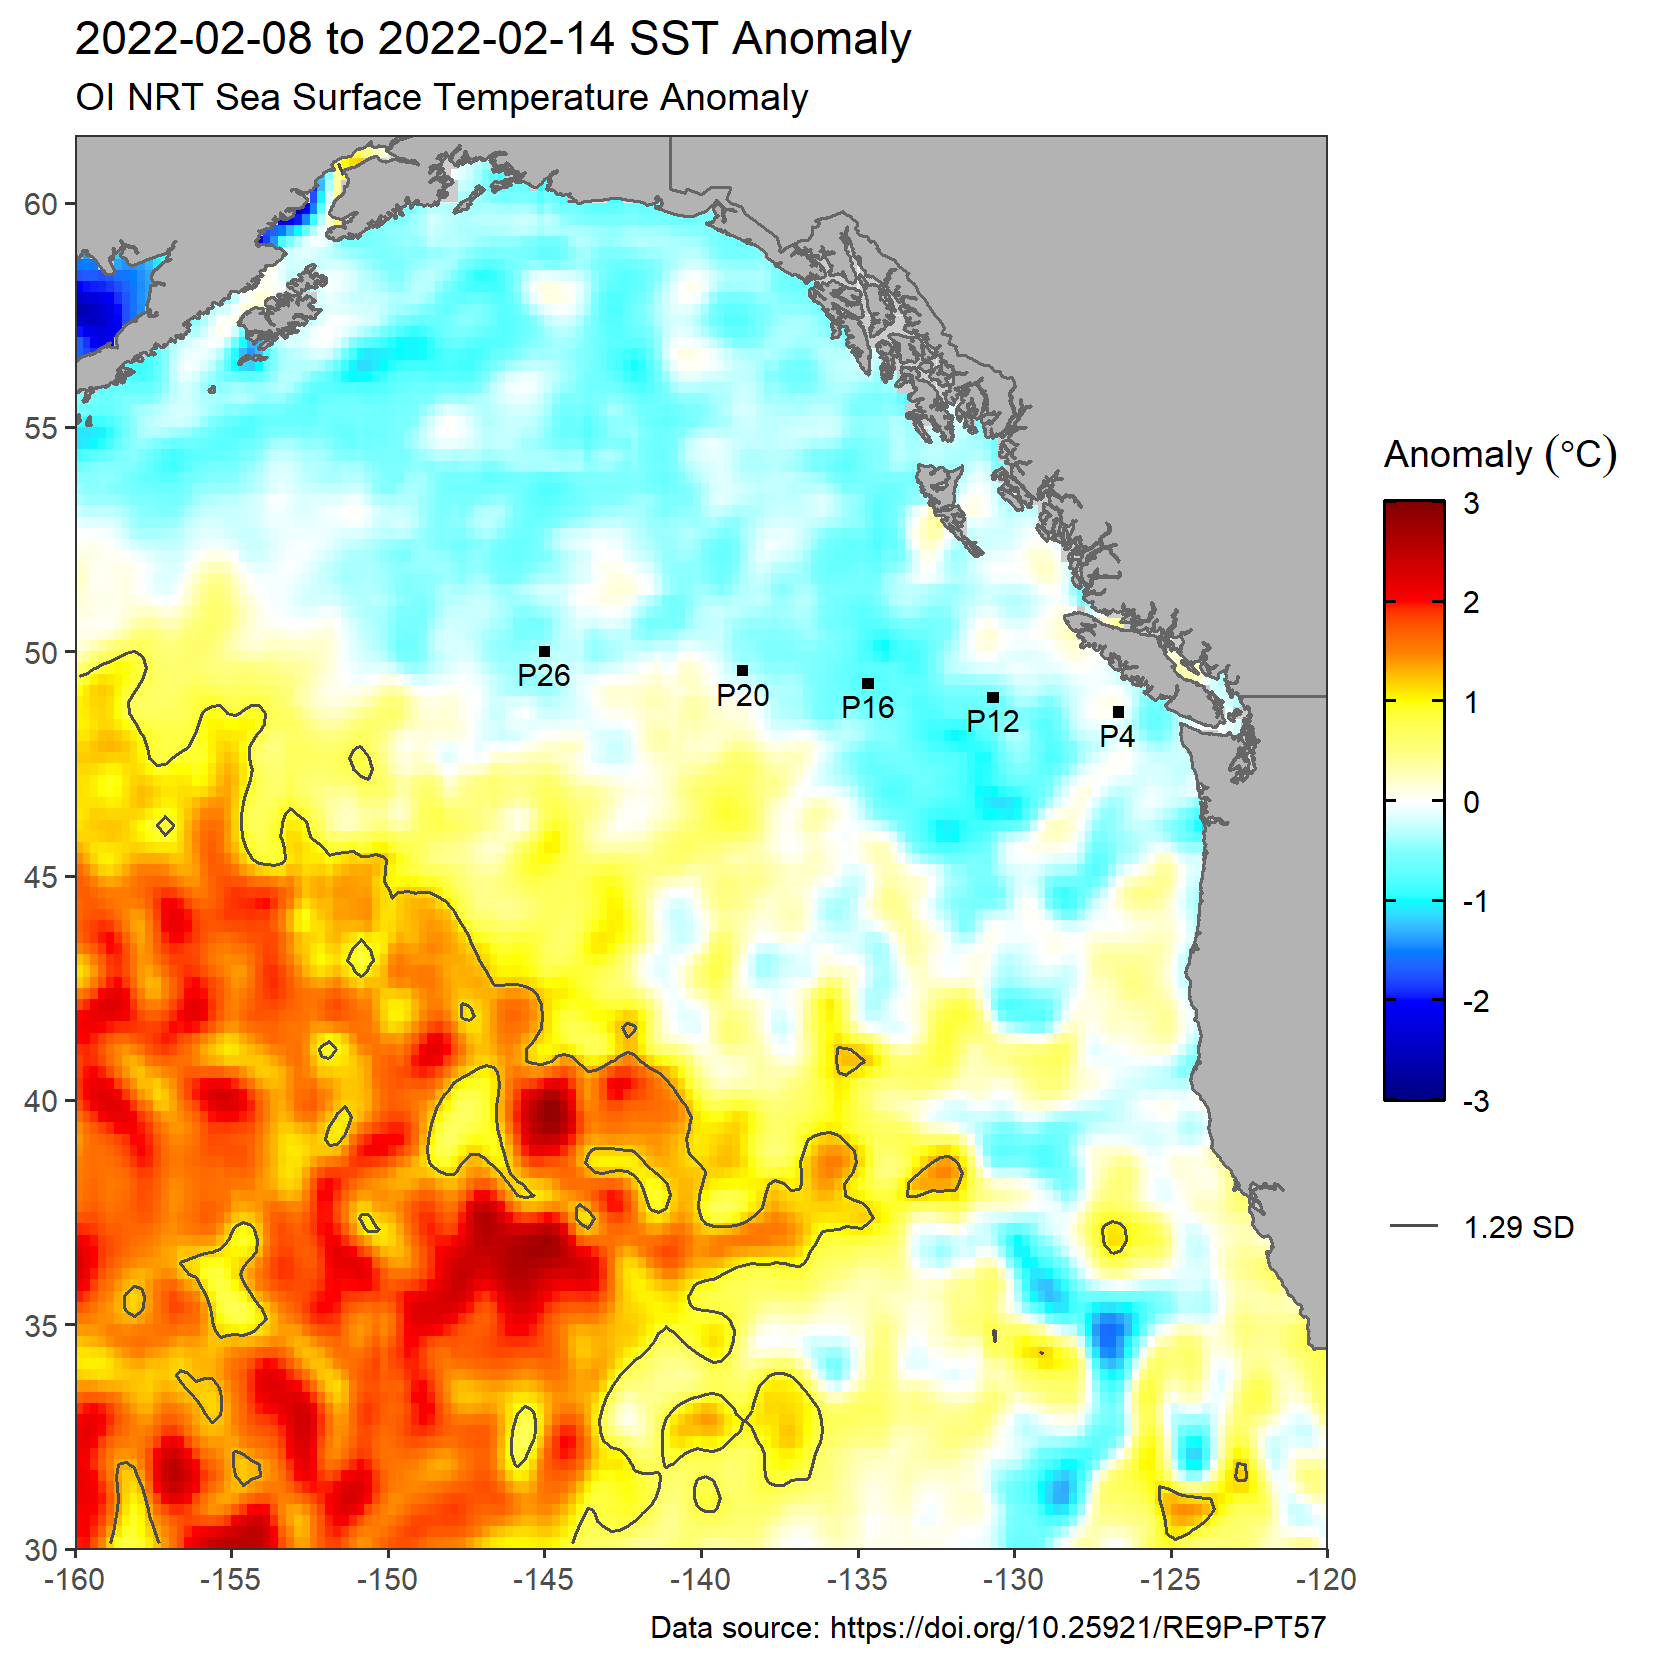 2022-02-08 to 2022-02-14 SST Anomaly
OI NRT Sea Surface Temperature Anomaly
60
55
50
45
40
35
30
-160
-155
-150
-145
-140
-135
-130
-125
-120
P26
P20
P16
P12
P4
Anomaly (°C)
3
2
1
0
-1
-2
-3
1.29 SD
Data source: https://doi.org/10.25921/RE9P-PT57